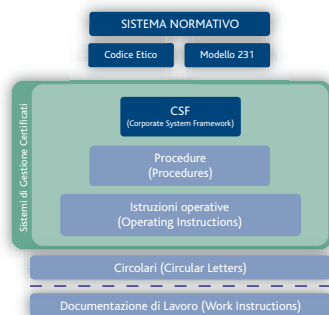 SISTEMA NORMATIVO
Codice Etico
Modello 231
Sistemi di Gestione Certificati
CSF
(Corporate System Framework)
Procedure
(Procedures)
Istruzioni operative
(Operating Instructions)
Circolari (Circular Letters)
Documentazione di Lavoro (Work Instructions)